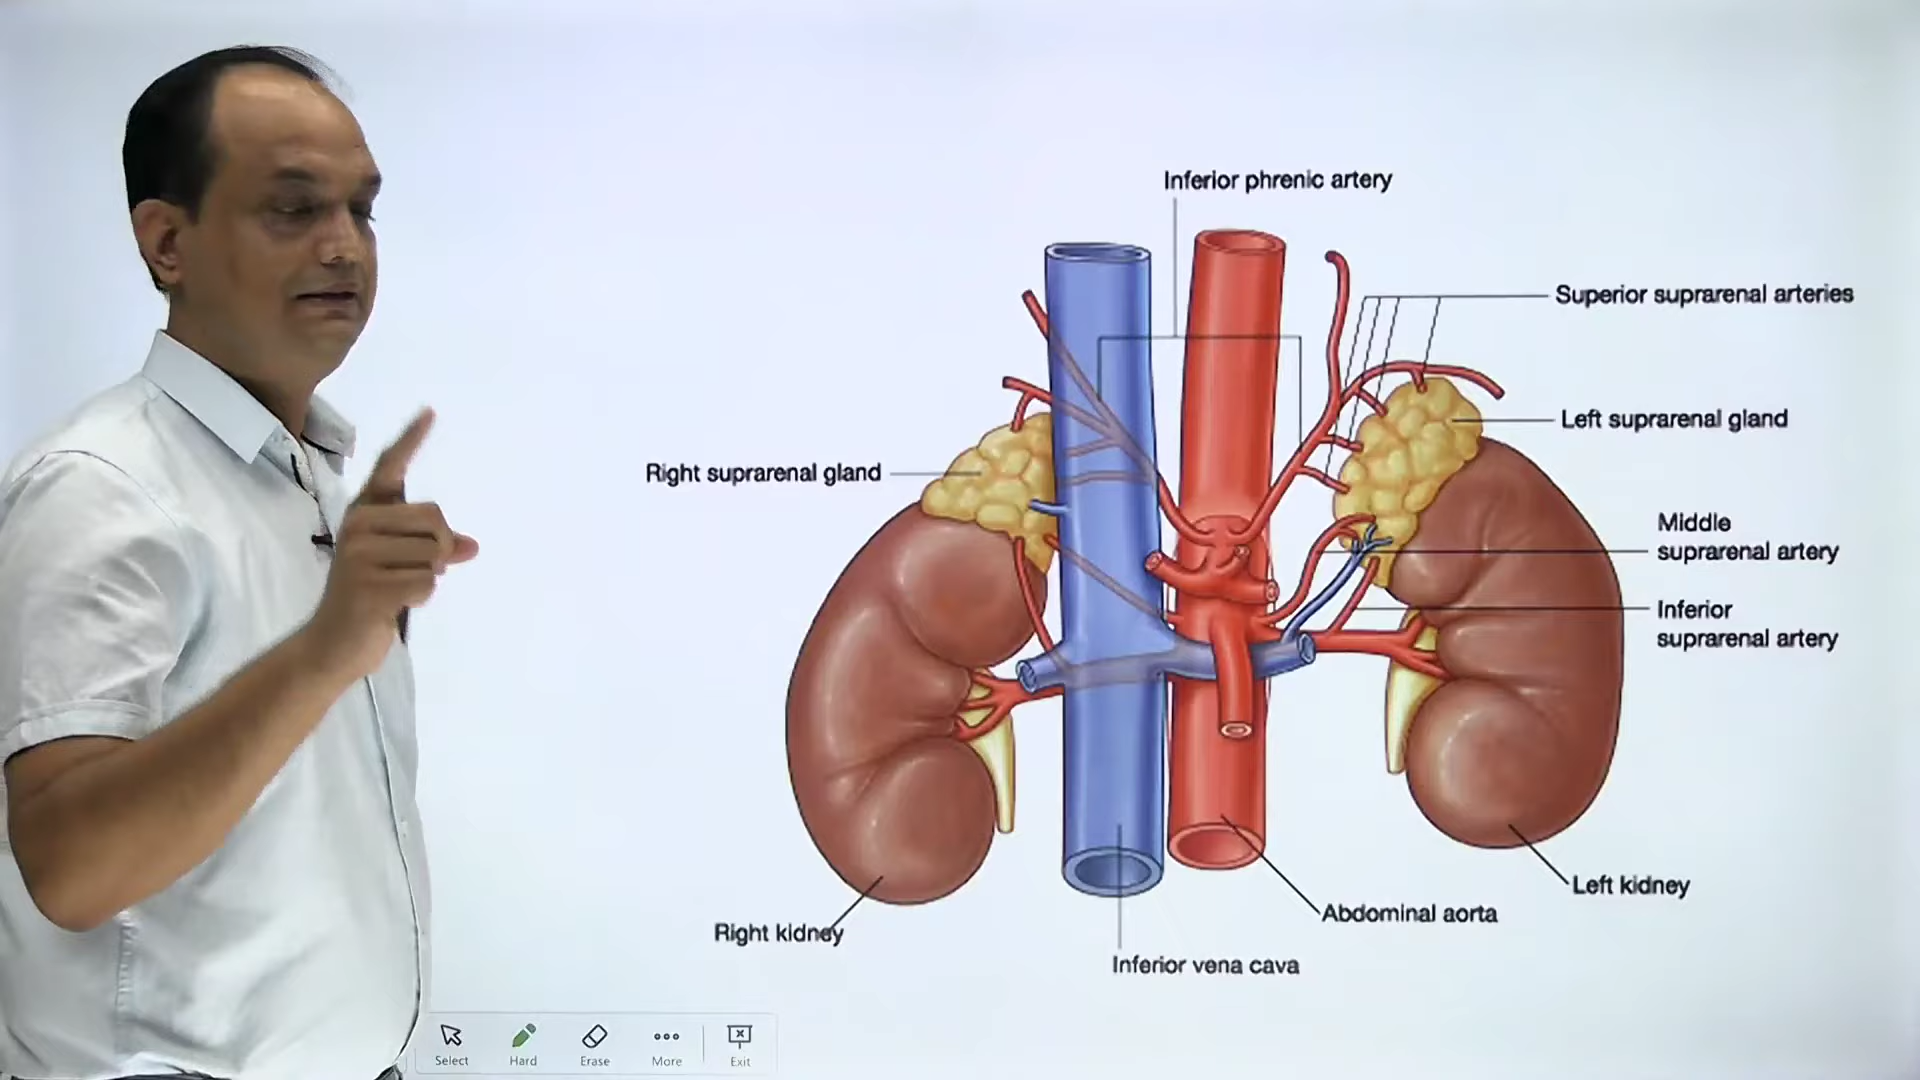 Inferior phrenic artery
Superior suprarenal arteries
Left suprarenal gland
Right suprarenal gland
Middle
suprarenal artery
Inferior
suprarenal artery
Left kidney
Abdominal aorta
Right kidney
Inferior vena cava
Select
Hard
Erase
More
Exit